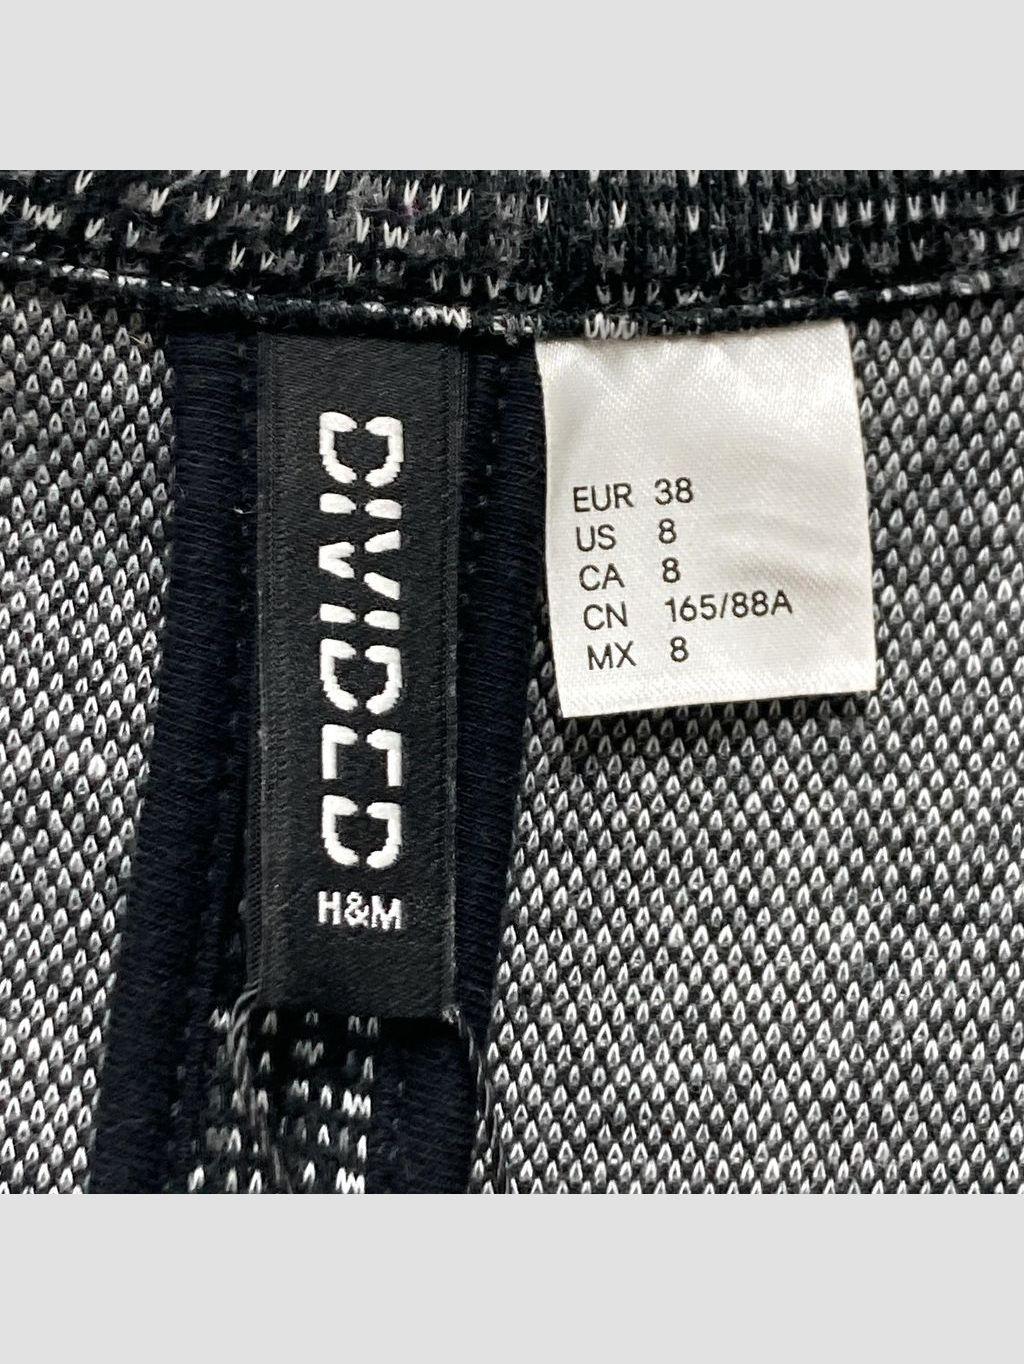 DIVIDED
H&M
EUR 38
US 8
CA 8
CN 165/88A
MX 8